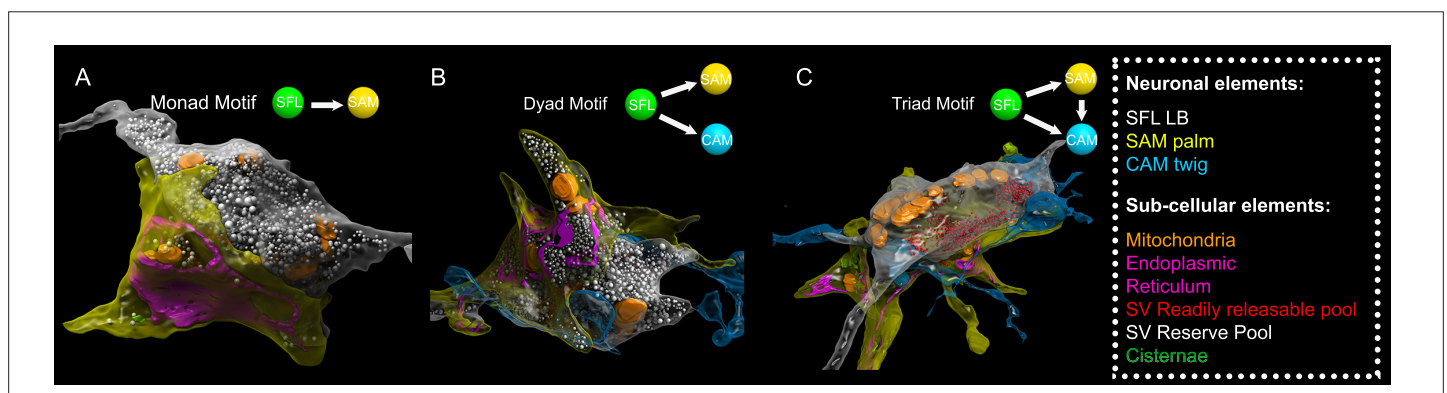 A
Monad Motif SFL SAM
B
SAM
Dyad Motif SFL
CAM
C
SAM
Triad Motif SFL
CAM
Neuronal elements:
SFL LB
SAM palm
CAM twig
Sub-cellular elements:
Mitochondria
Endoplasmic
Reticulum
SV Readily releasable pool
SV Reserve Pool
Cisternae